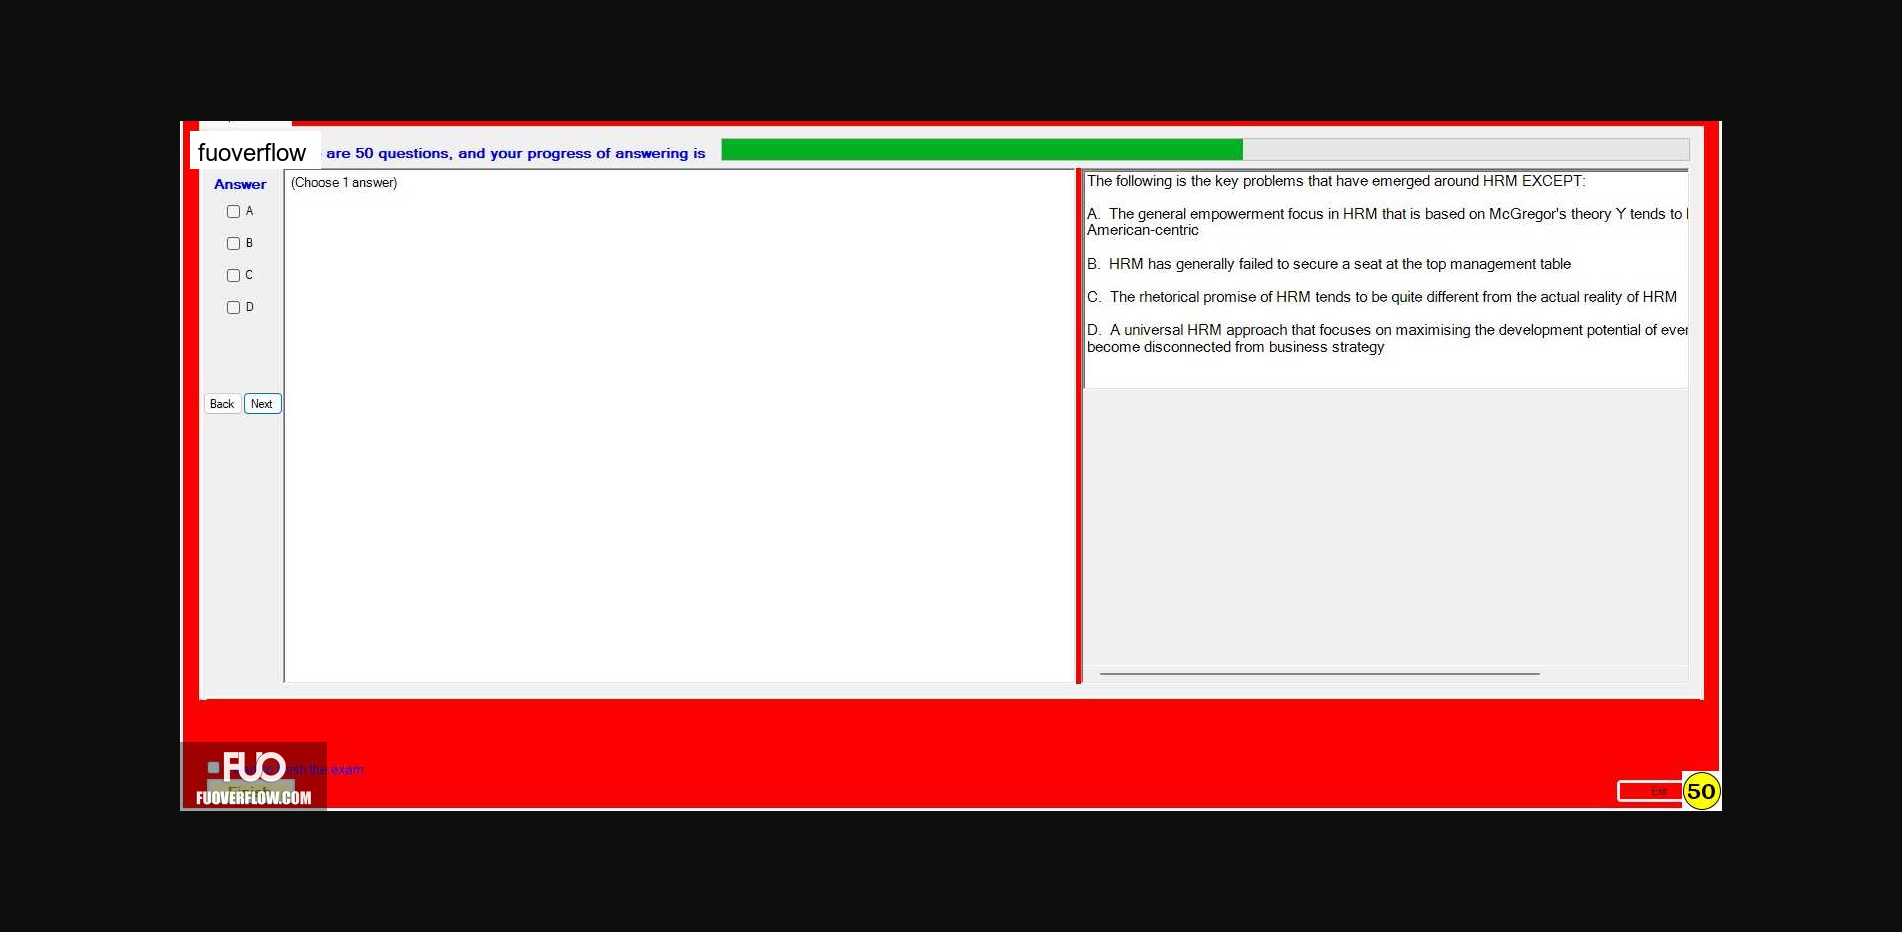 fuoverflow are 50 questions, and your progress of answering is
Answer
(Choose 1 answer)
A
B
C
D
Back Next
The following is the key problems that have emerged around HRM EXCEPT:
A. The general empowerment focus in HRM that is based on McGregor's theory Y tends to
American-centric
B. HRM has generally failed to secure a seat at the top management table
C. The rhetorical promise of HRM tends to be quite different from the actual reality of HRM
D. A universal HRM approach that focuses on maximising the development potential of
become disconnected from business strategy
FUO
the exam
Finish
FUOVERFLOW.COM
Exit
50